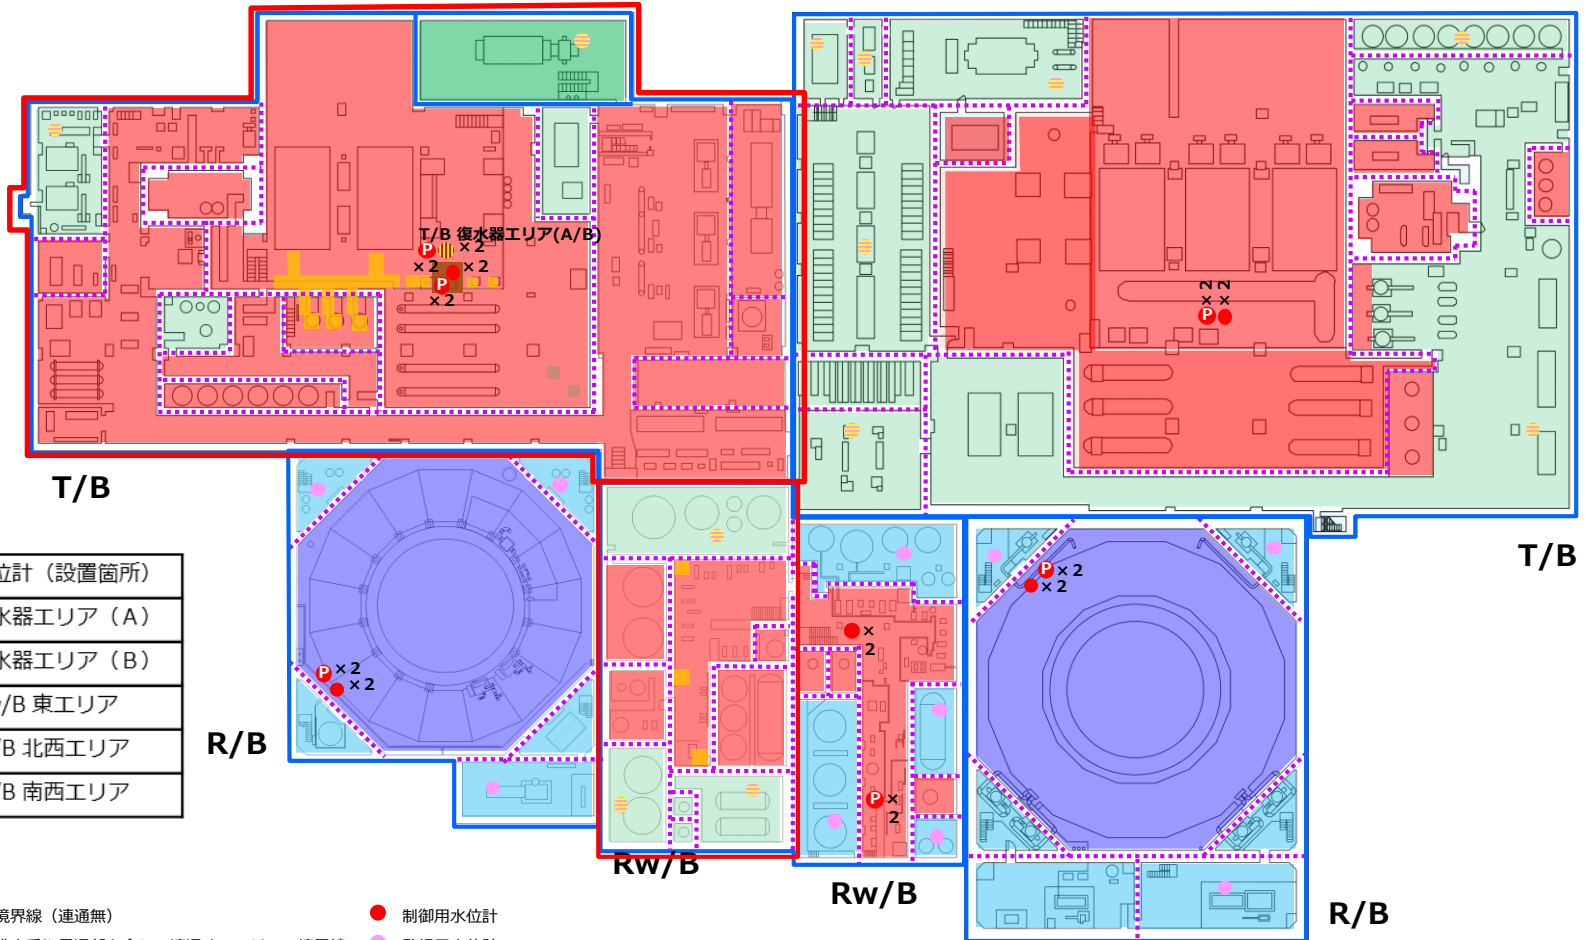 T/B 復水器エリア(A/B)
P
×2
×2
×2
P
×2
×2
×2
P
T/B
位計（設置箇所）
水器エリア（A）
水器エリア（B）
/B 東エリア
/B 北西エリア
/B 南西エリア
R/B
P ×2
×2
Rw/B
×
2
P ×
2
Rw/B
P ×2
×2
T/B
R/B
境界線（連通無）
制御用水位計